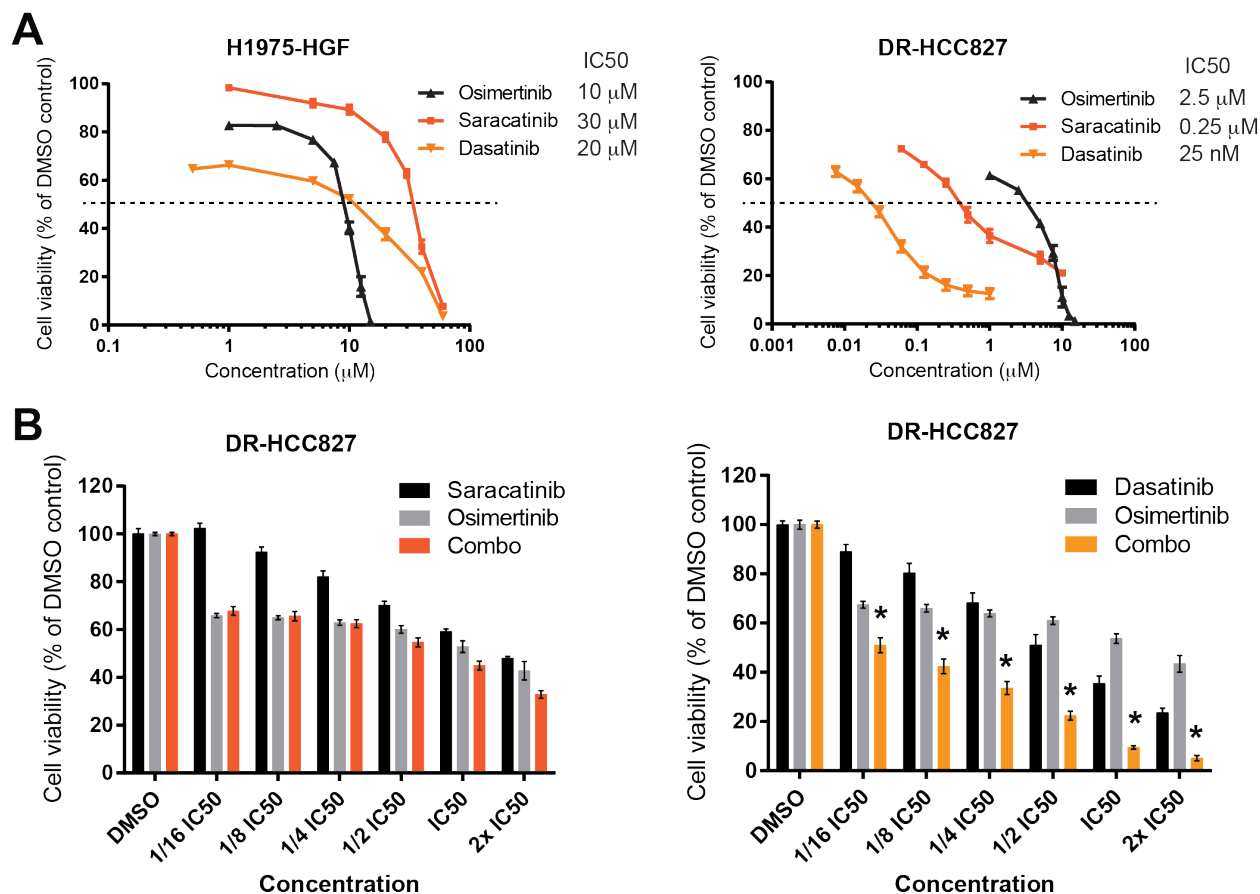 A
H1975-HGF
IC50
Osimertinib 10 μM
Saracatinib 30 μM
Dasatinib 20 μM
Cell viability (% of DMSO control)
100
80
60
40
20
0
0.1 1 10 100
Concentration (μM)
DR-HCC827
IC50
Osimertinib 2.5 μM
Saracatinib 0.25 μM
Dasatinib 25 nM
Cell viability (% of DMSO control)
100
80
60
40
20
0
0.001 0.01 0.1 1 10 100
Concentration (μM)
B
DR-HCC827
Saracatinib
Osimertinib
Combo
Cell viability (% of DMSO control)
120
100
80
60
40
20
0
DMSO 1/16 IC50 1/8 IC50 1/4 IC50 1/2 IC50 IC50 2x IC50
Concentration
DR-HCC827
Dasatinib
Osimertinib
Combo
Cell viability (% of DMSO control)
120
100
80
60
40
20
0
* * * * * *
DMSO 1/16 IC50 1/8 IC50 1/4 IC50 1/2 IC50 IC50 2x IC50
Concentration